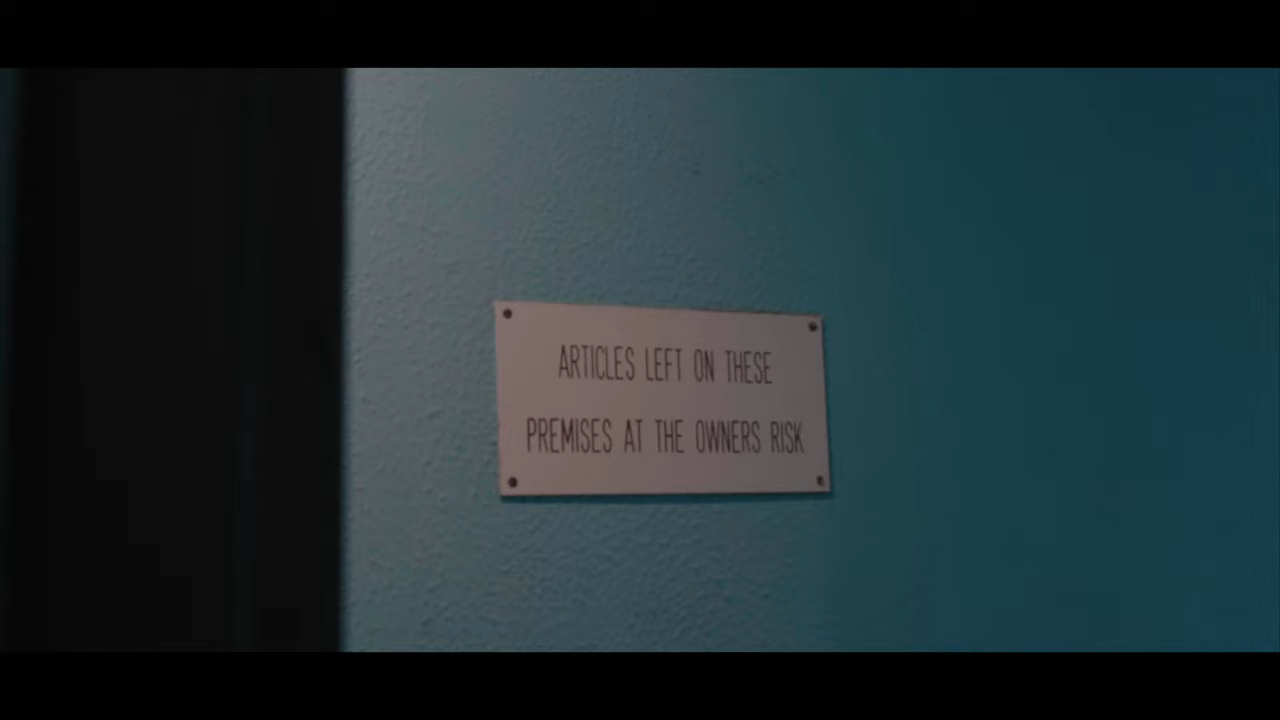 ARTICLES LEFT ON THESE
PREMISES AT THE OWNERS RISK